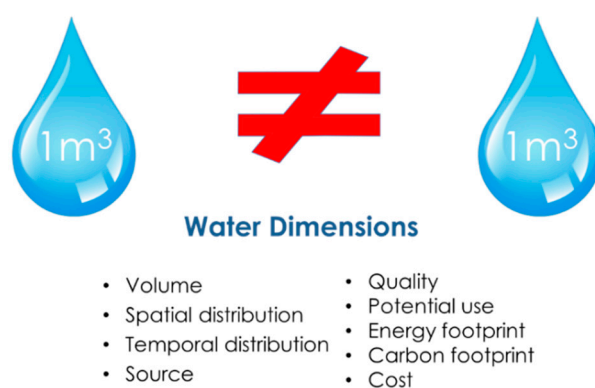 1m³
≠
1m³
Water Dimensions
• Volume
• Spatial distribution
• Temporal distribution
• Source
• Quality
• Potential use
• Energy footprint
• Carbon footprint
• Cost